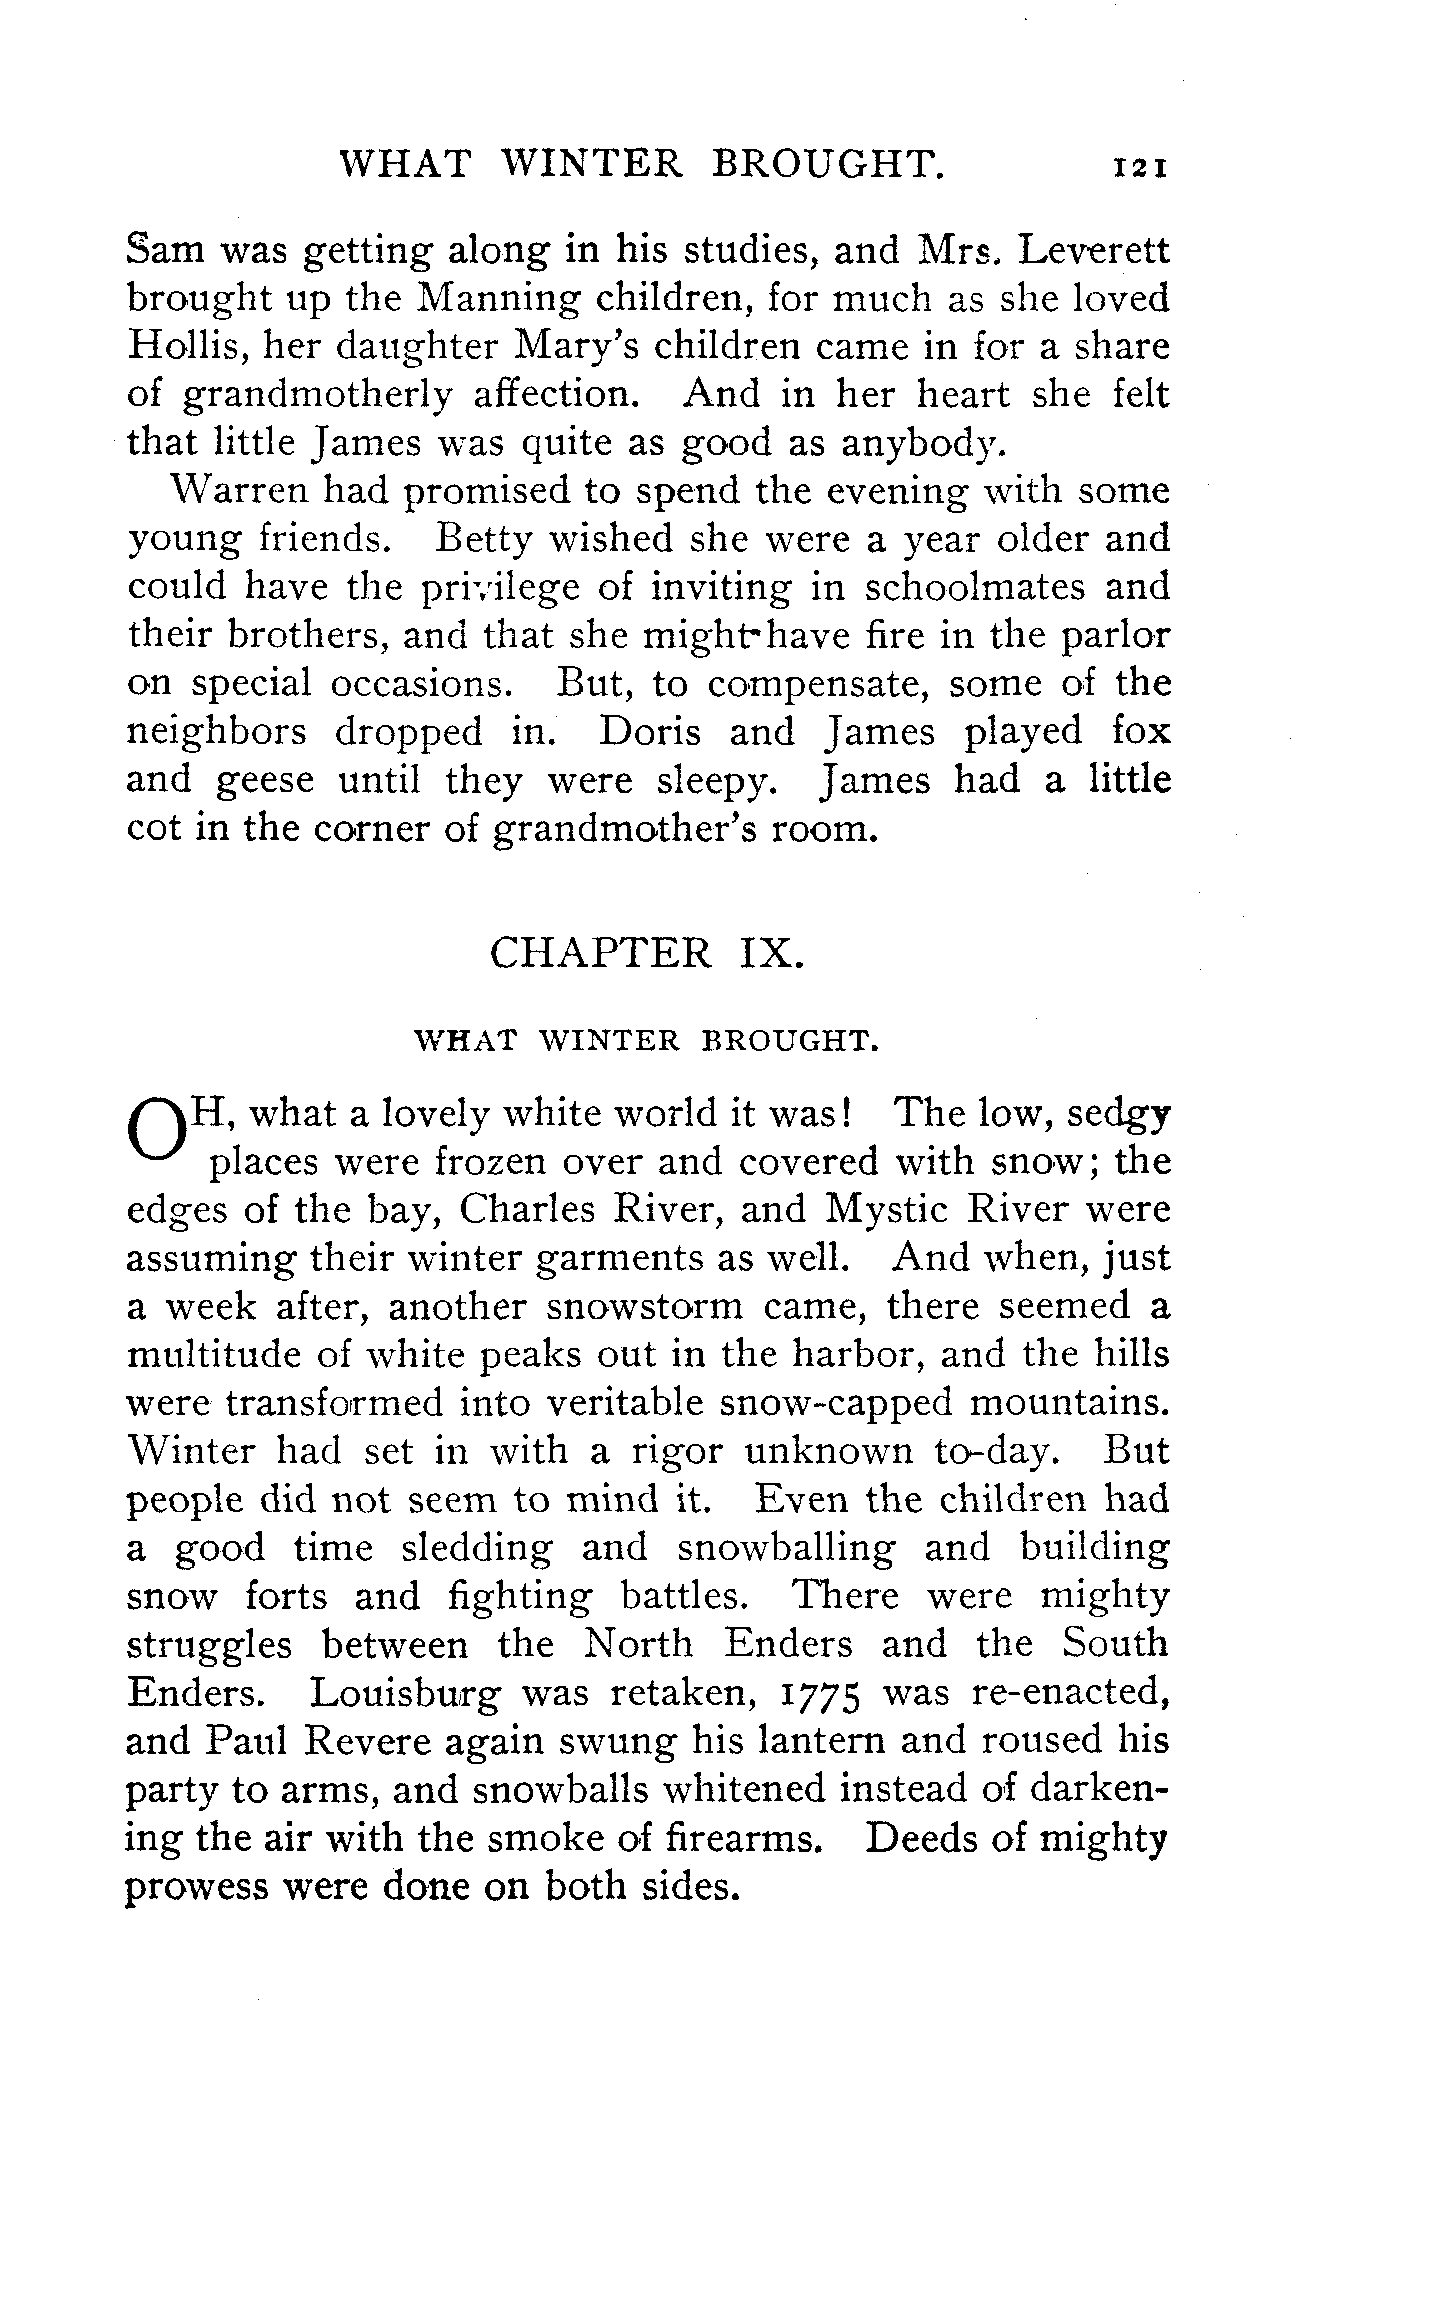 WHAT WINTER BROUGHT. 121
Sam was getting along in his studies, and Mrs. Leverett
brought up the Manning children, for much as she loved
Hollis, her daughter Mary's children came in for a share
of grandmotherly affection. And in her heart she felt
that little James was quite as good as anybody.
Warren had promised to spend the evening with some
young friends. Betty wished she were a year older and
could have the privilege of inviting in schoolmates and
their brothers, and that she might have fire in the parlor
on special occasions. But, to compensate, some of the
neighbors dropped in. Doris and James played fox
and geese until they were sleepy. James had a little
cot in the corner of grandmother's room.
CHAPTER IX.
WHAT WINTER BROUGHT.
OH, what a lovely white world it was! The low, sedgy
places were frozen over and covered with snow; the
edges of the bay, Charles River, and Mystic River were
assuming their winter garments as well. And when, just
a week after, another snowstorm came, there seemed a
multitude of white peaks out in the harbor, and the hills
were transformed into veritable snow-capped mountains.
Winter had set in with a rigor unknown to-day. But
people did not seem to mind it. Even the children had
a good time sledding and snowballing and building
snow forts and fighting battles. There were mighty
struggles between the North Enders and the South
Enders. Louisburg was retaken, 1775 was re-enacted,
and Paul Revere again swung his lantern and roused his
party to arms, and snowballs whitened instead of darken-
ing the air with the smoke of firearms. Deeds of mighty
prowess were done on both sides.